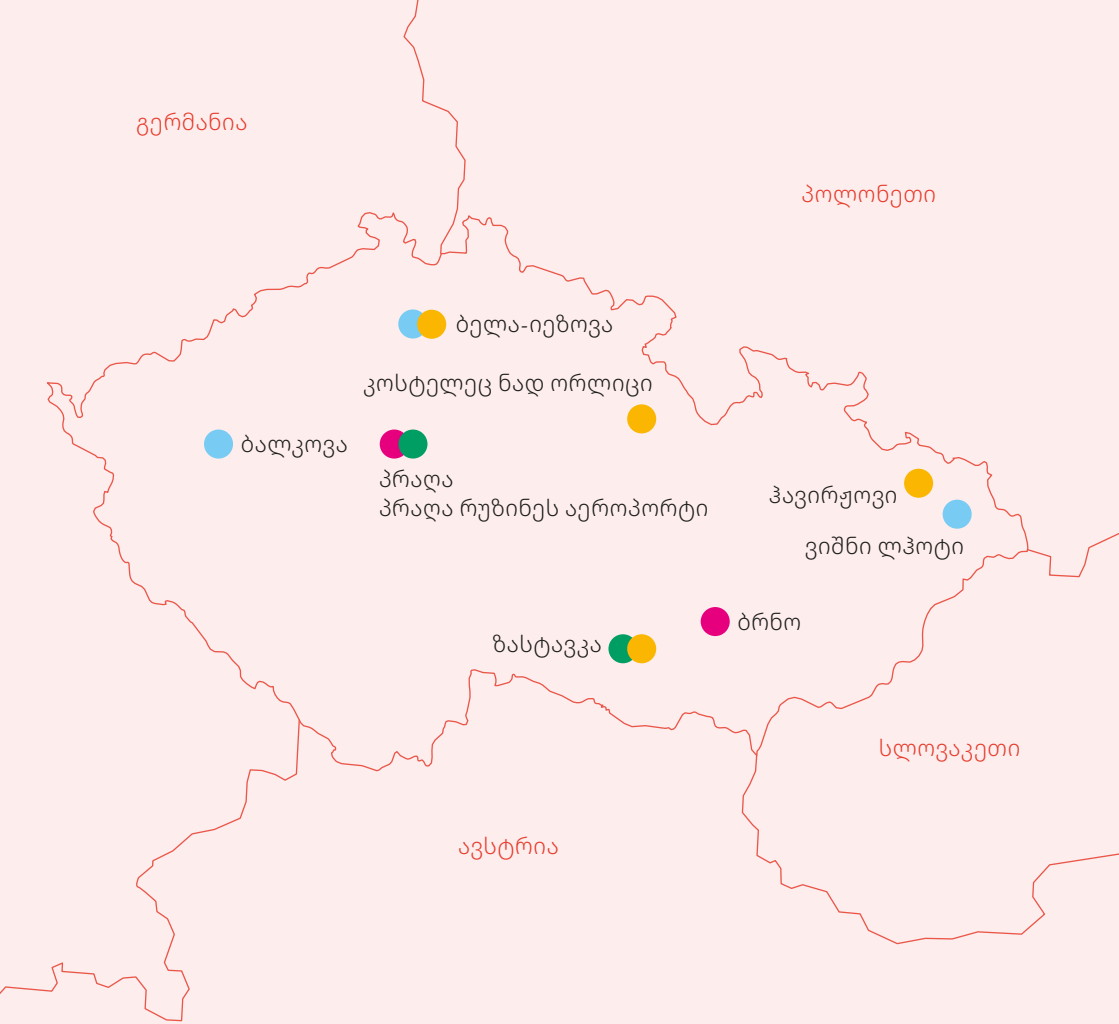 გერმანია
პოლონეთი
ბელა-იეზოვა
კოსტელეც ნად ორლიცი
ბალკოვა
პრაღა
პრაღა რუზინეს აეროპორტი
ჰავირჟოვი
ვიშნი ლჰოტი
ბრნო
ზასტავკა
სლოვაკეთი
ავსტრია